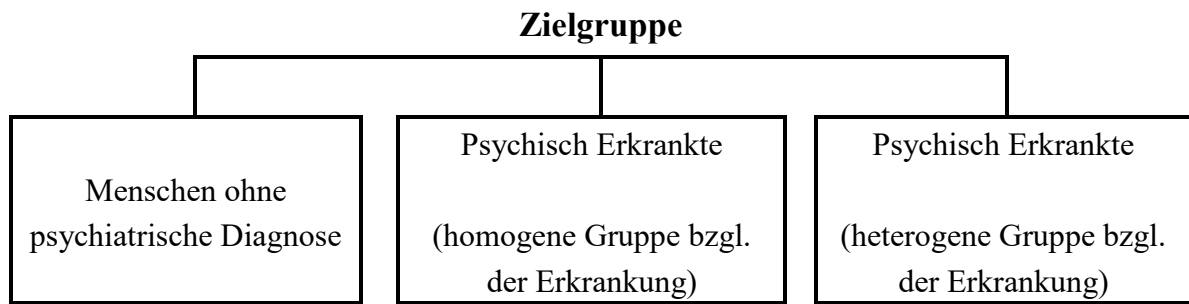 Zielgruppe
Menschen ohne
psychiatrische Diagnose
Psychisch Erkrankte
(homogene Gruppe bzgl.
der Erkrankung)
Psychisch Erkrankte
(heterogene Gruppe bzgl.
der Erkrankung)